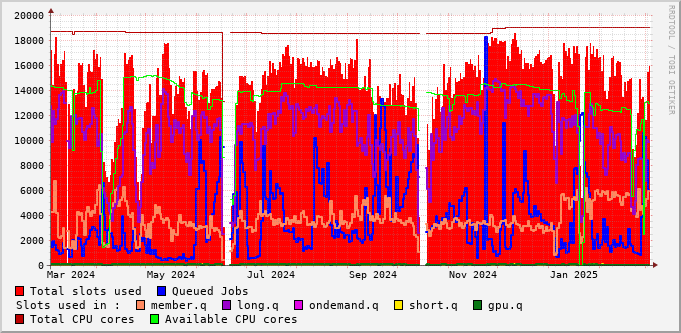 20000
18000
16000
14000
12000
10000
8000
6000
4000
2000
0
Mar 2024 May 2024 Jul 2024 Sep 2024 Nov 2024 Jan 2025
Total slots used Queued Jobs
Slots used in : member.q long.q ondemand.q short.q gpu.q
Total CPU cores Available CPU cores
RRDTOOL / TOBI OETIKER